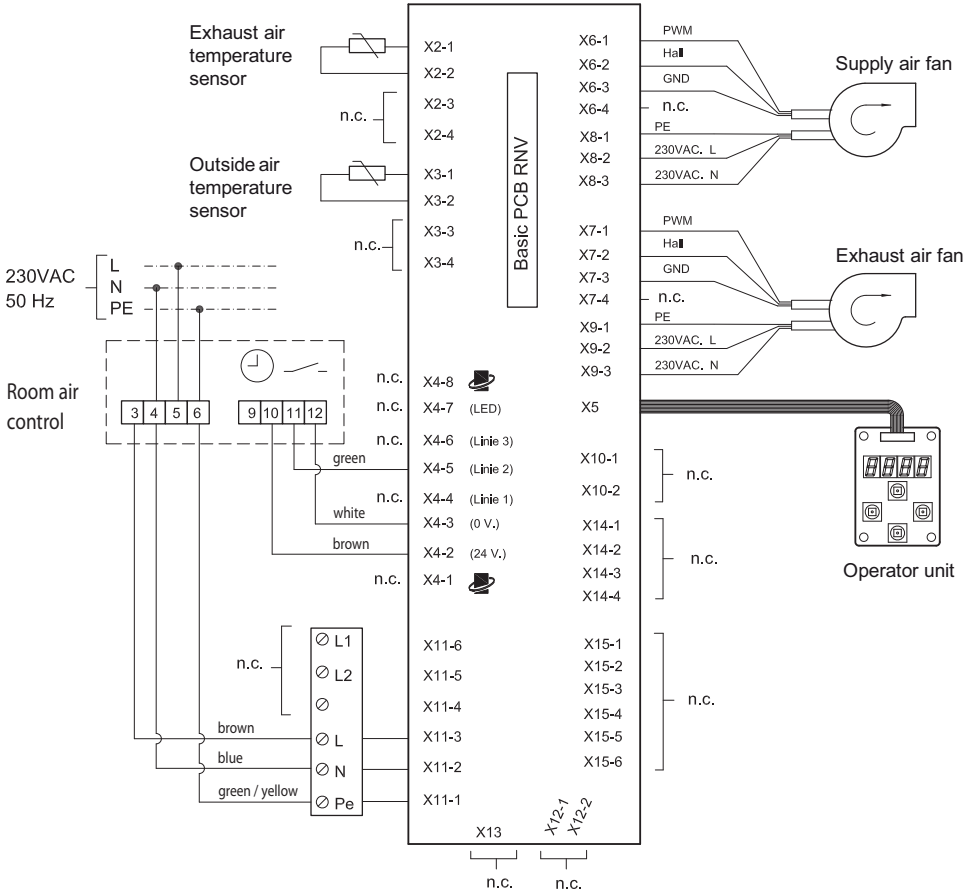 Exhaust air
temperature
sensor
X2-1
X2-2
n.c.
X2-3
X2-4
Outside air
temperature
sensor
X3-1
X3-2
n.c.
X3-3
X3-4
230VAC
50 Hz
L
N
PE
Room air
control
3 4 5 6
9 10 11 12
n.c. X4-8
n.c. X4-7 (LED)
n.c. X4-6 (Linie 3)
green X4-5 (Linie 2)
n.c. X4-4 (Linie 1)
white X4-3 (0 V.)
brown X4-2 (24 V.)
n.c. X4-1
n.c.
L1 X11-6
L2 X11-5
X11-4
brown L X11-3
blue N X11-2
green / yellow Pe X11-1
Basic PCB RNV
X6-1 PWM
X6-2 Hall
X6-3 GND
X6-4 n.c.
X8-1 PE
X8-2 230VAC. L
X8-3 230VAC. N
Supply air fan
X7-1 PWM
X7-2 Hall
X7-3 GND
X7-4 n.c.
X9-1 PE
X9-2 230VAC. L
X9-3 230VAC. N
Exhaust air fan
X5
8888
Operator unit
X10-1
X10-2
n.c.
X14-1
X14-2
X14-3
X14-4
n.c.
X15-1
X15-2
X15-3
X15-4
X15-5
X15-6
n.c.
X13
n.c.
X12-1
X12-2
n.c.